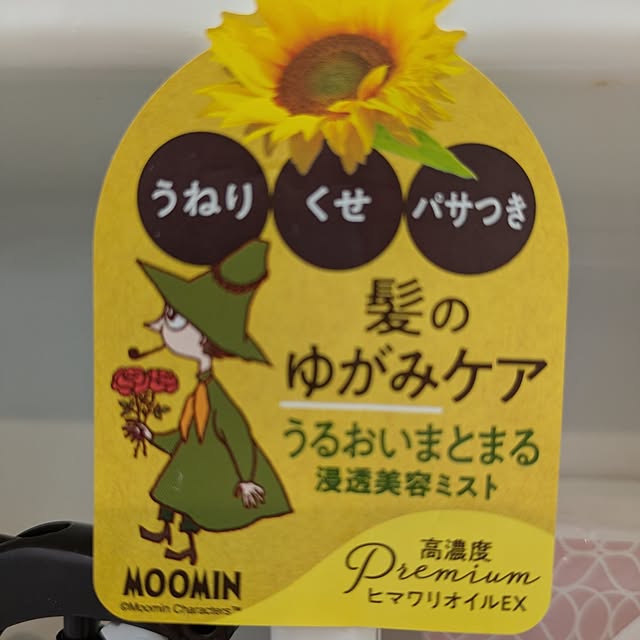 うねり くせ パサつき
髪の
ゆがみケア
うるおいまとまる
浸透美容ミスト
高濃度
Premium
ヒマワリオイルEX
MOOMIN
©Moomin Characters™